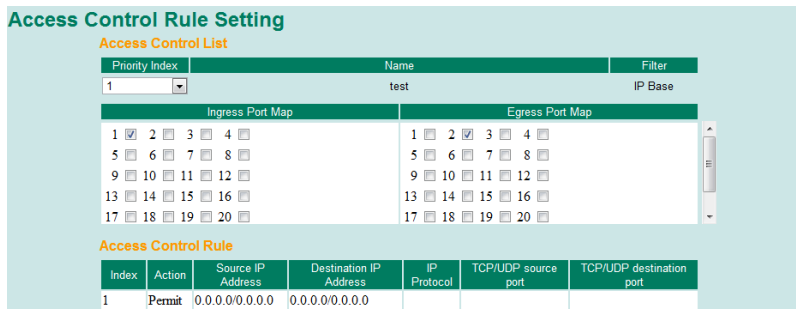 Access Control Rule Setting
Access Control List
Priority Index Name Filter
1 test IP Base
Ingress Port Map Egress Port Map
1 2 3 4 1 2 3 4
5 6 7 8 5 6 7 8
9 10 11 12 9 10 11 12
13 14 15 16 13 14 15 16
17 18 19 20 17 18 19 20
Access Control Rule
Index Action Source IP Address Destination IP Address IP Protocol TCP/UDP source port TCP/UDP destination port
1 Permit 0.0.0.0/0.0.0.0 0.0.0.0/0.0.0.0